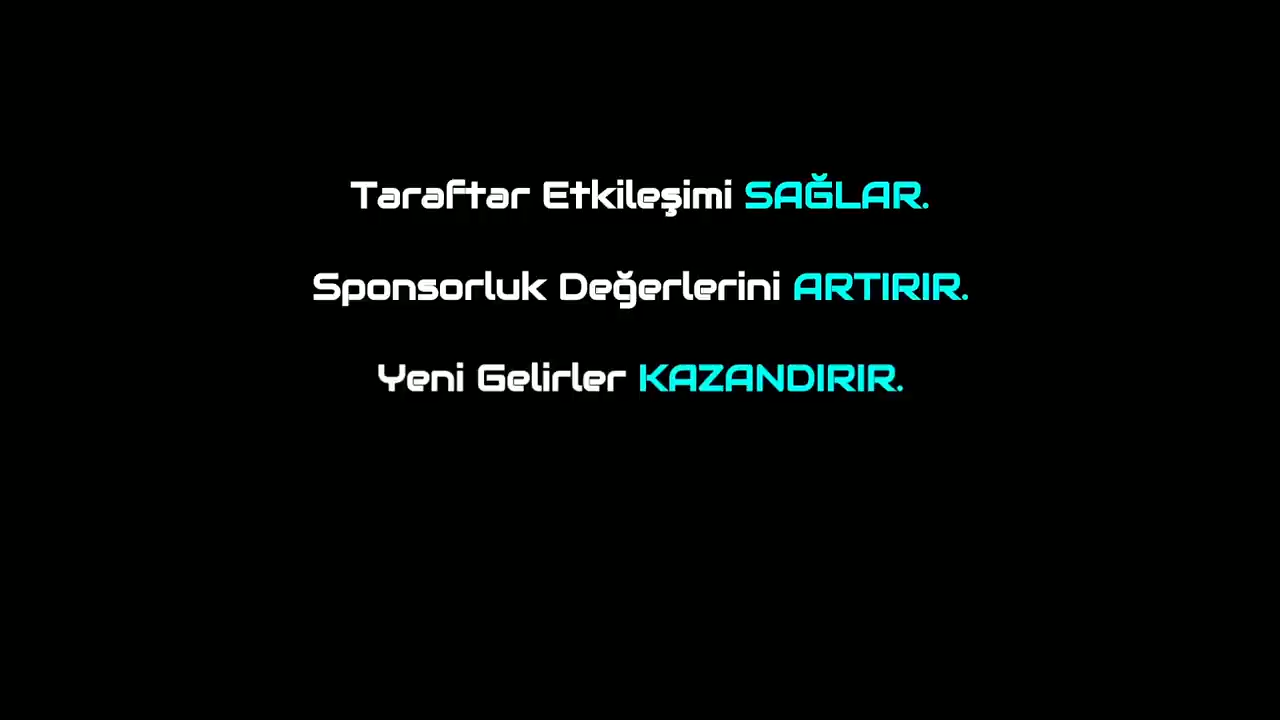 Taraftar Etkileşimi SAĞLAR.
Sponsorluk Değerlerini ARTIRIR.
Yeni Gelirler KAZANDIRIR.